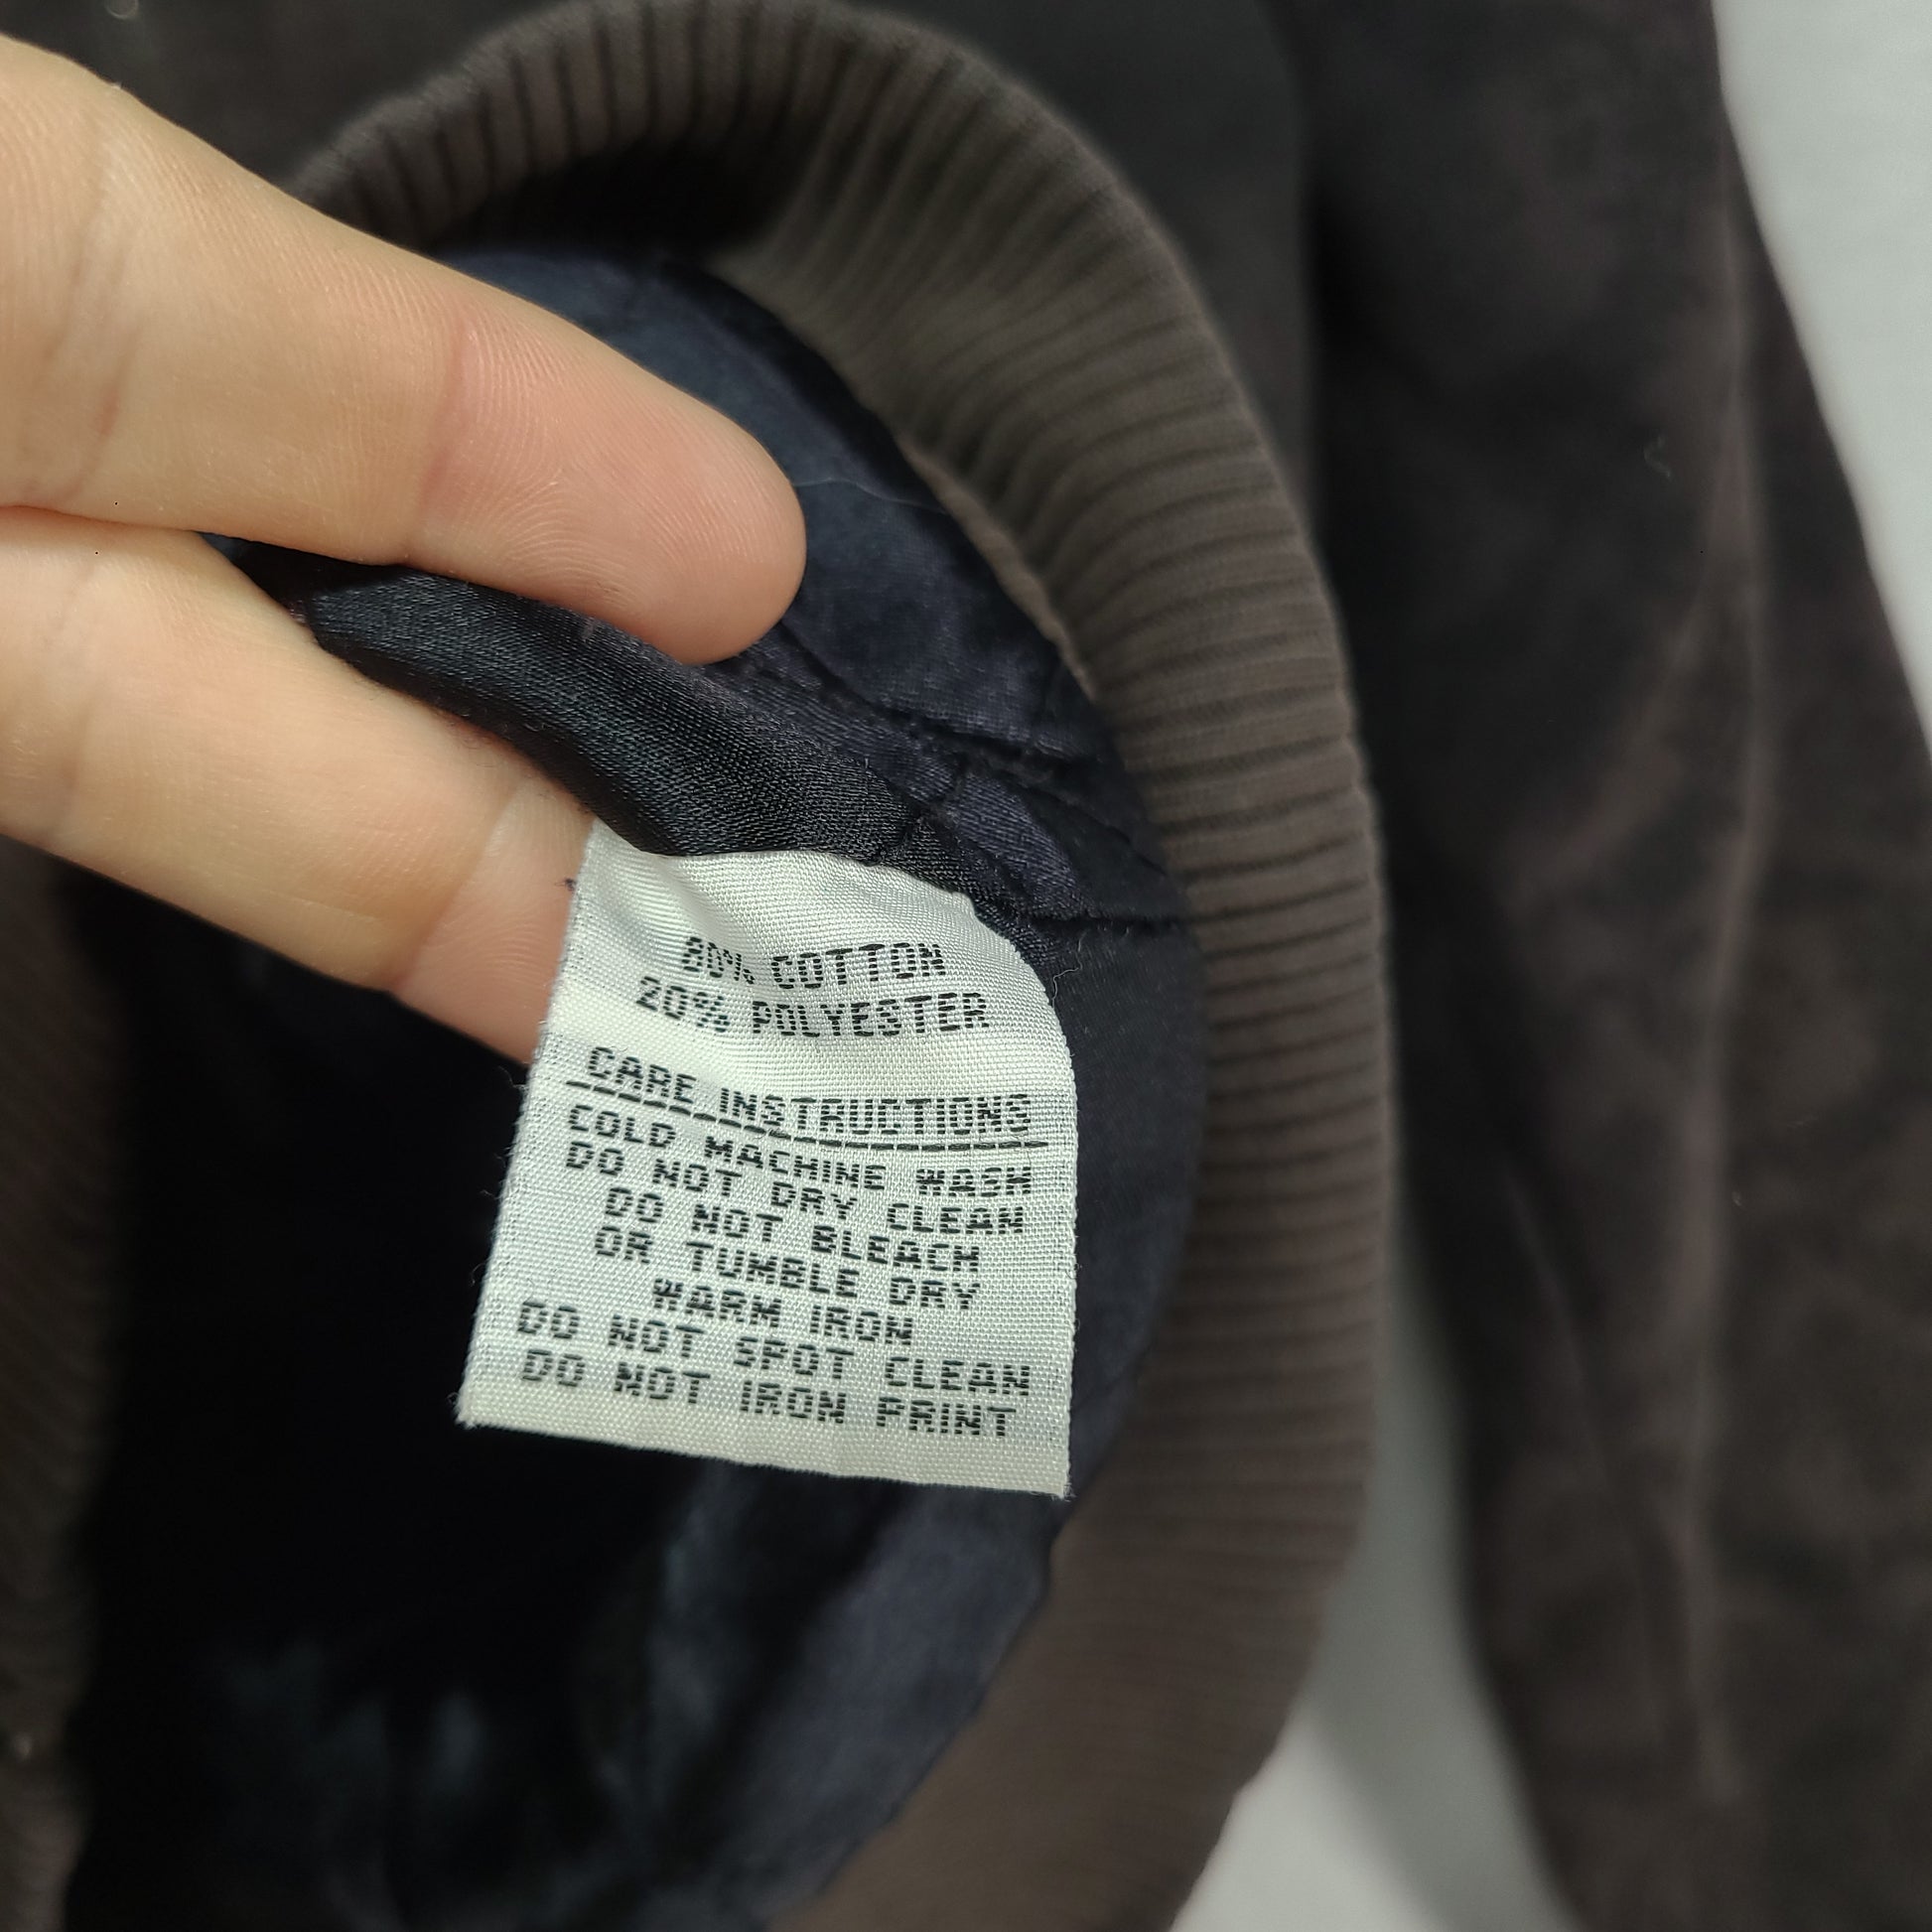 80% COTTON
20% POLYESTER
CARE INSTRUCTIONS
COLD MACHINE WASH
DO NOT DRY CLEAN
DO NOT BLEACH
OR TUMBLE DRY
WARM IRON
DO NOT SPOT CLEAN
DO NOT IRON PRINT